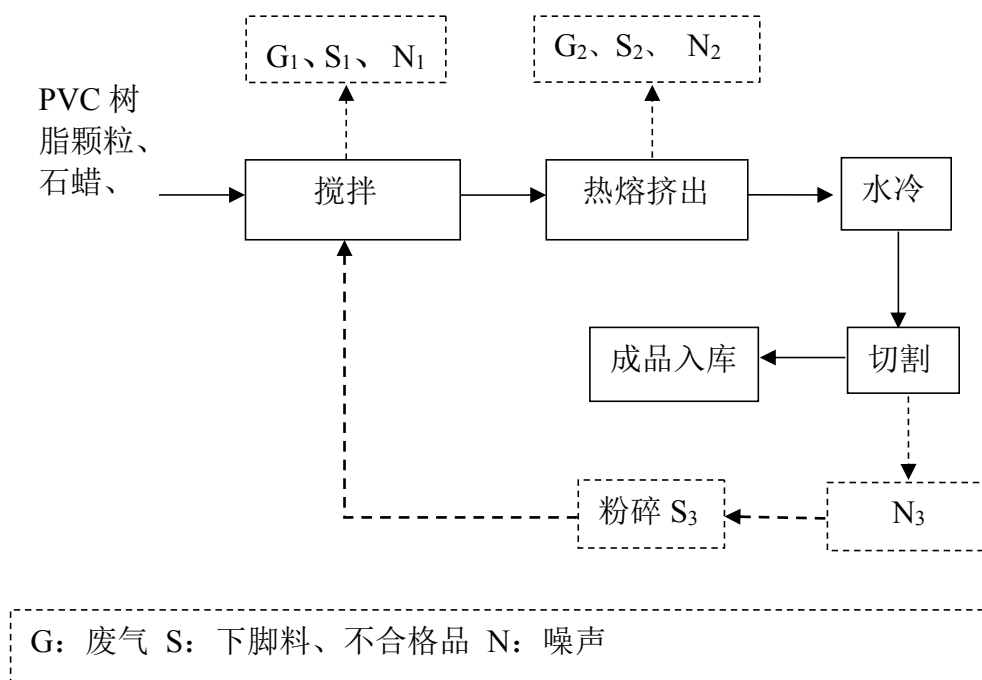 G₁、S₁、 N₁
G₂、S₂、 N₂
PVC 树
脂颗粒、
石蜡、
搅拌
热熔挤出
水冷
成品入库
切割
粉碎 S₃
N₃
G：废气 S：下脚料、不合格品 N：噪声